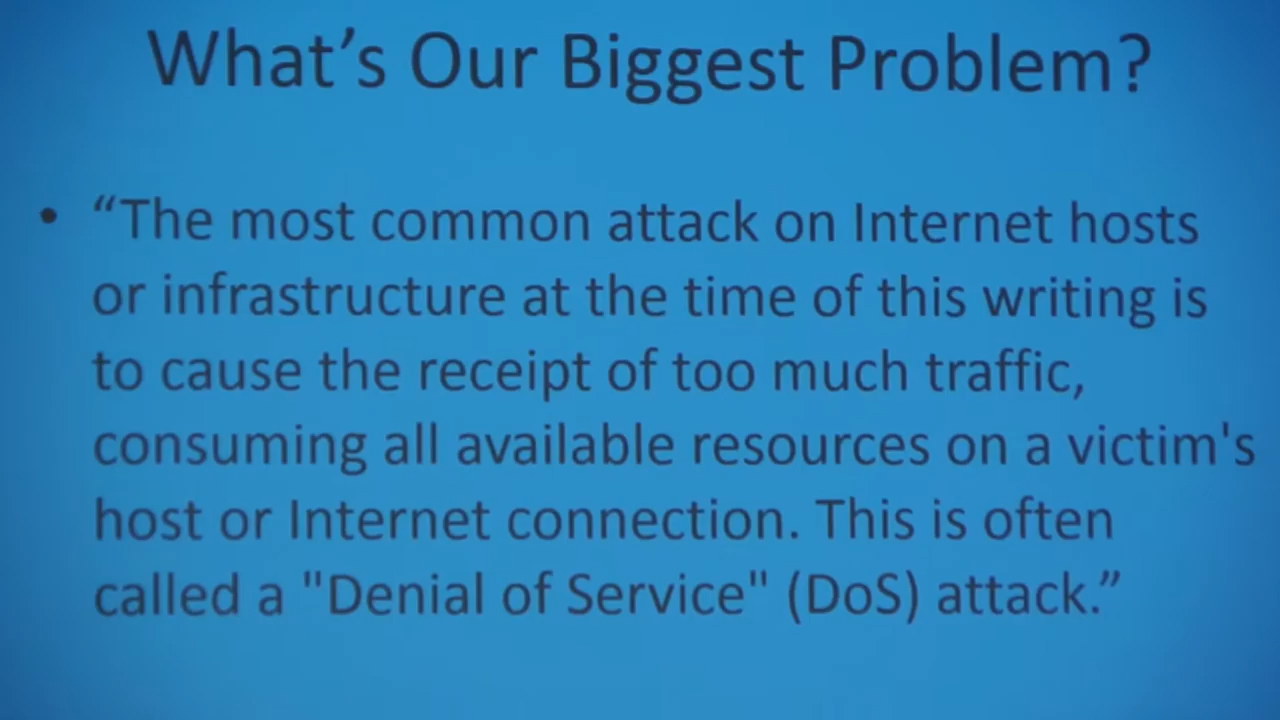 What’s Our Biggest Problem?
• “The most common attack on Internet hosts
or infrastructure at the time of this writing is
to cause the receipt of too much traffic,
consuming all available resources on a victim's
host or Internet connection. This is often
called a "Denial of Service" (DoS) attack.”